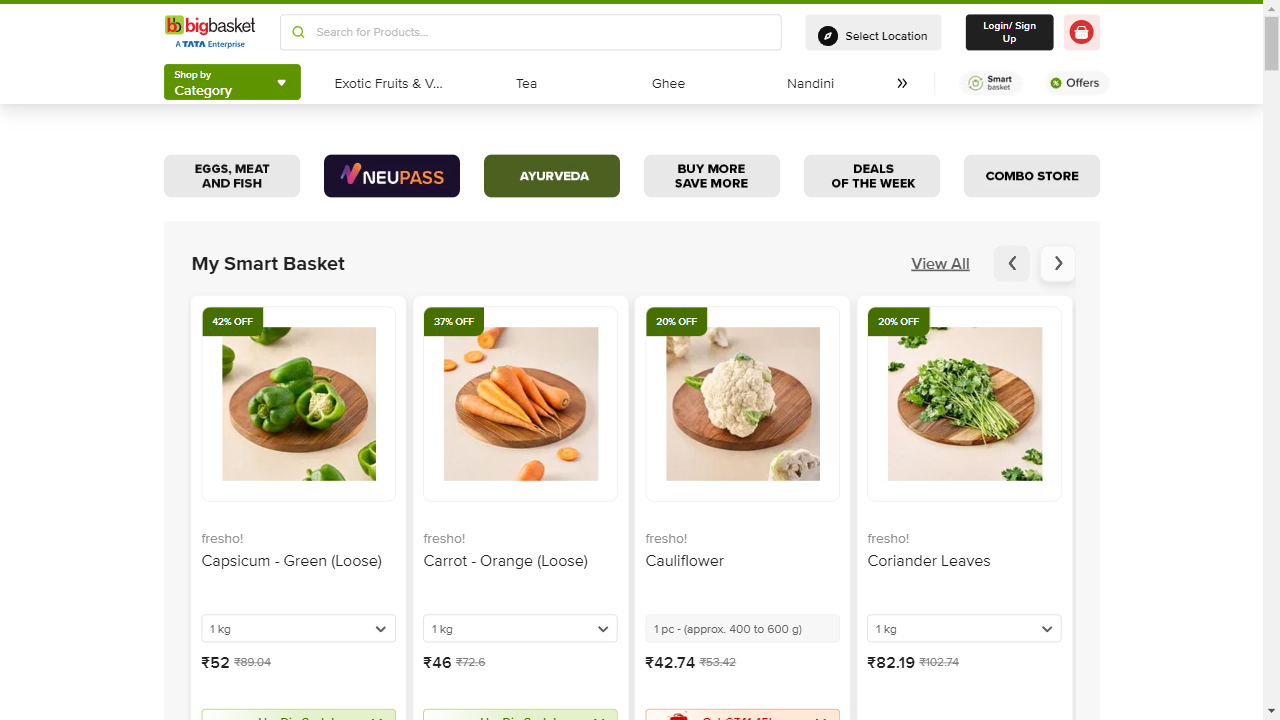 bb bigbasket
A TATA Enterprise
Search for Products...
Select Location
Login/ Sign
Up
Shop by
Category
Exotic Fruits & V...
Tea
Ghee
Nandini
Smart
basket
Offers
EGGS, MEAT
AND FISH
NEUPASS
AYURVEDA
BUY MORE
SAVE MORE
DEALS
OF THE WEEK
COMBO STORE
My Smart Basket
View All
42% OFF
37% OFF
20% OFF
20% OFF
fresho!
Capsicum - Green (Loose)
1 kg
₹52 ₹89.04
fresho!
Carrot - Orange (Loose)
1 kg
₹46 ₹72.6
fresho!
Cauliflower
1 pc - (approx. 400 to 600 g)
₹42.74 ₹53.42
fresho!
Coriander Leaves
1 kg
₹82.19 ₹102.74